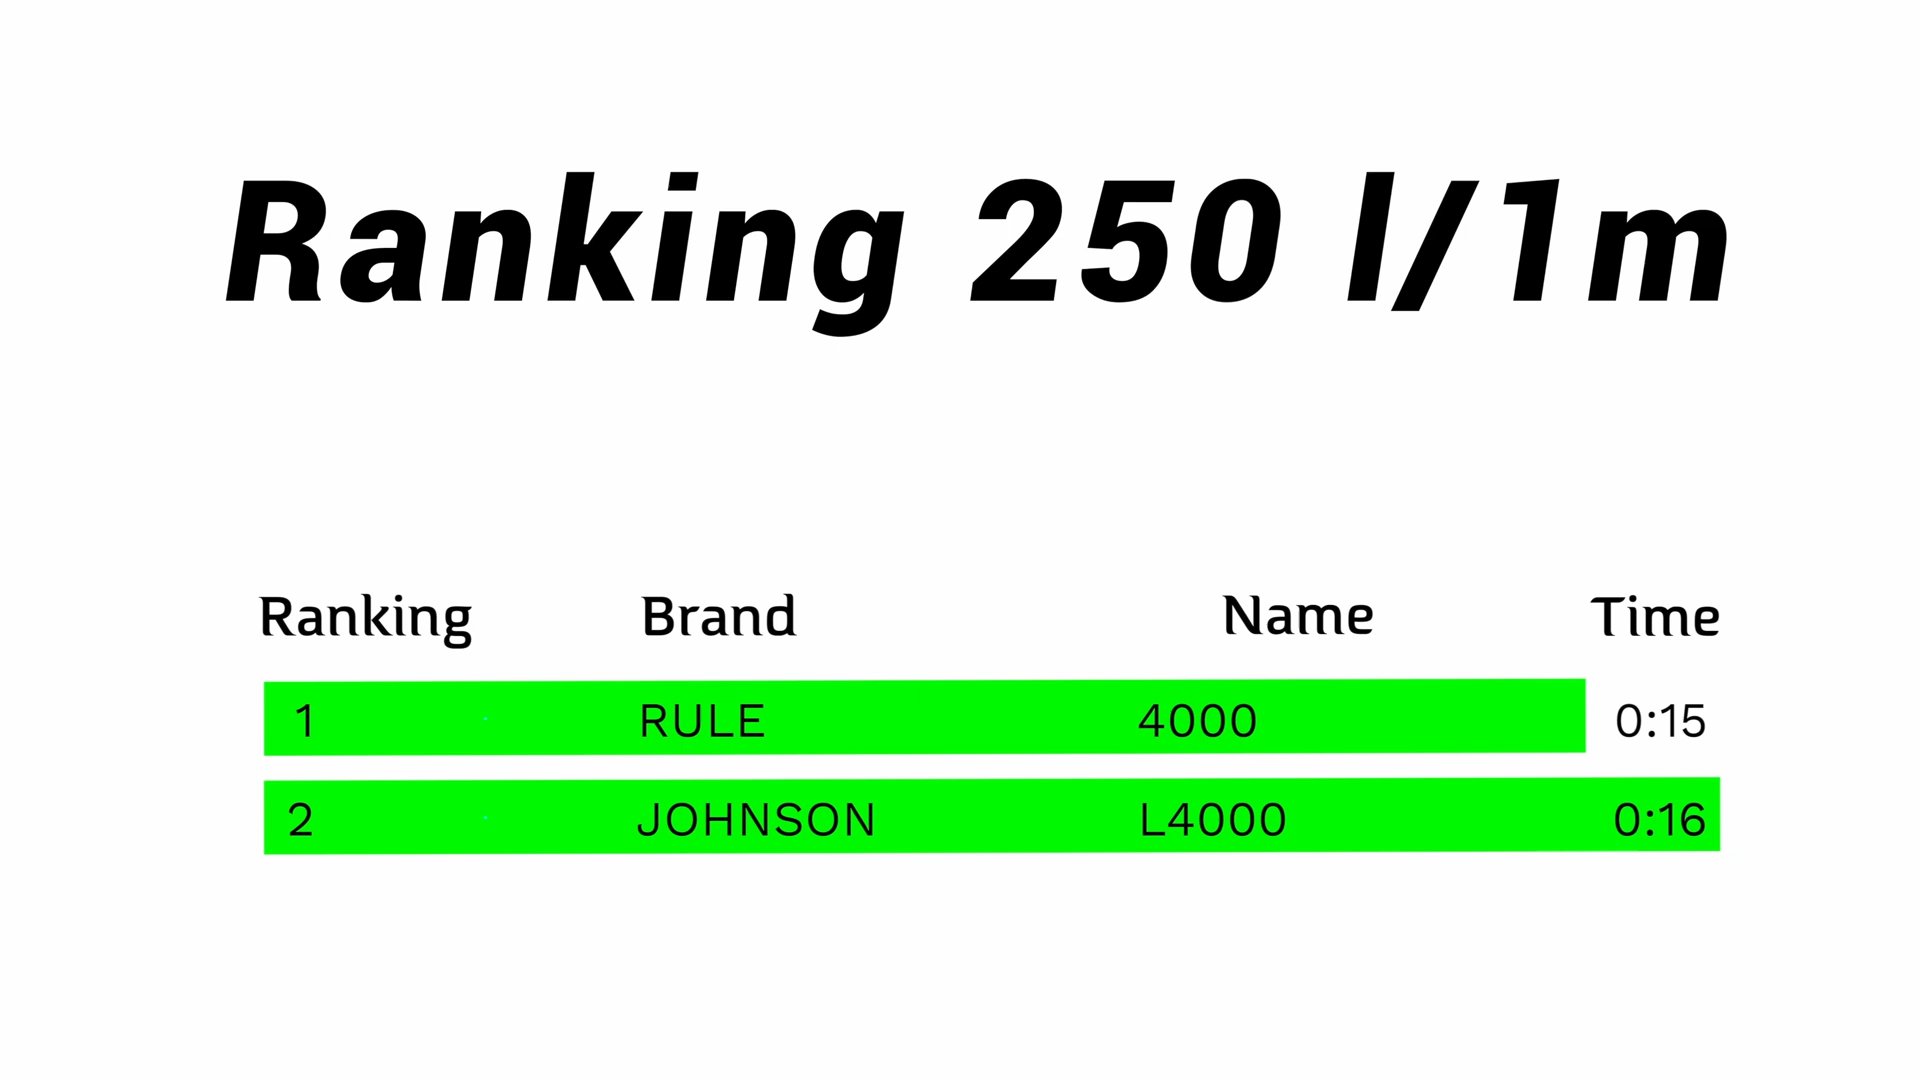 Ranking 250 l/1m
Ranking Brand Name Time
1 RULE 4000 0:15
2 JOHNSON L4000 0:16